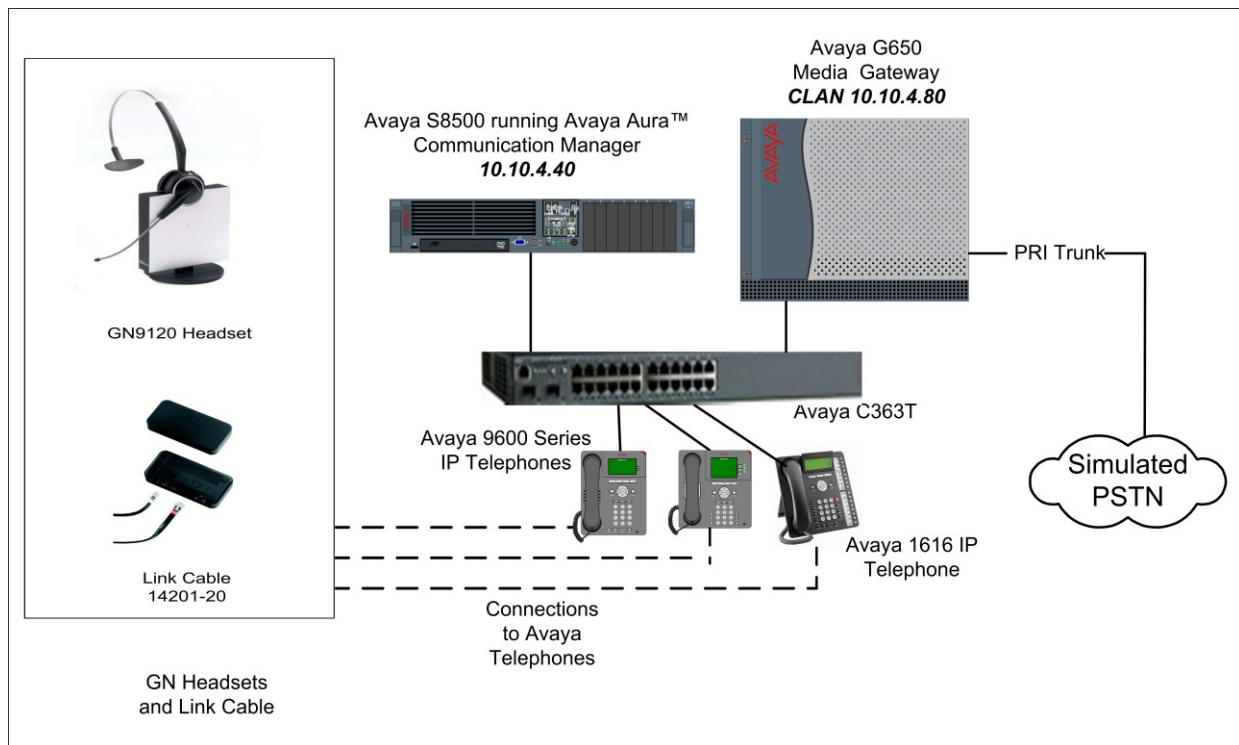 Avaya G650
Media Gateway
CLAN 10.10.4.80
Avaya S8500 running Avaya Aura™
Communication Manager
10.10.4.40
AVAYA
PRI Trunk
GN9120 Headset
Avaya C363T
Avaya 9600 Series
IP Telephones
Simulated
PSTN
Avaya 1616 IP
Telephone
Link Cable
14201-20
Connections
to Avaya
Telephones
GN Headsets
and Link Cable